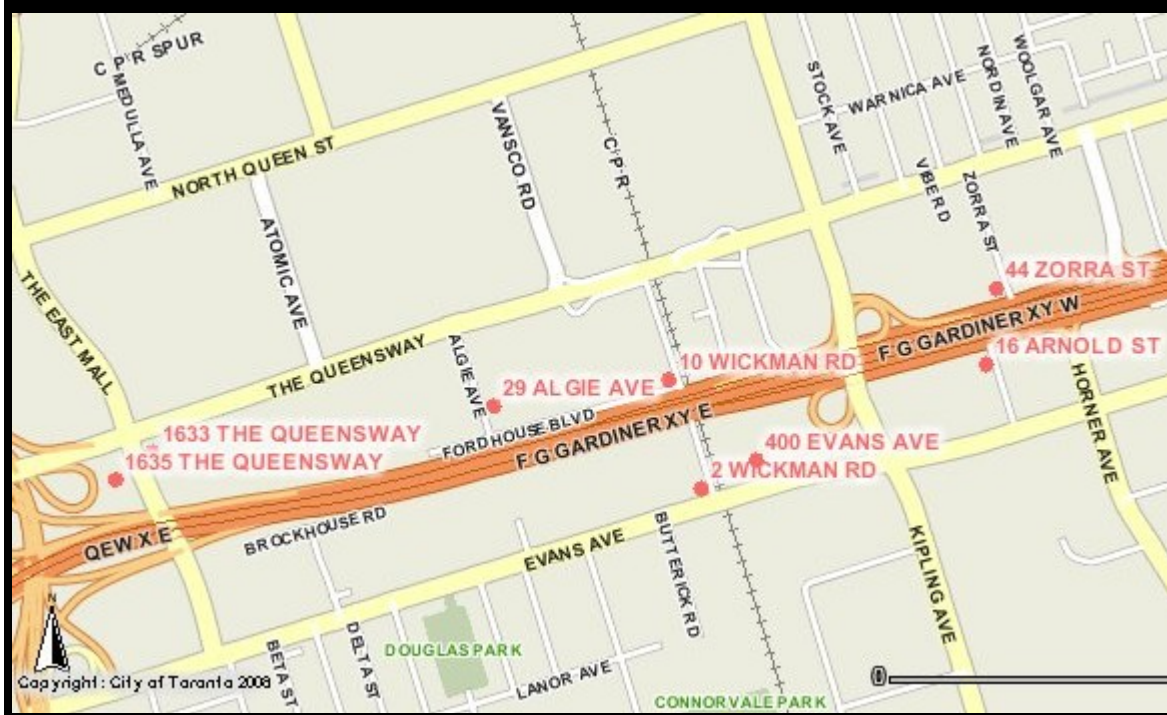 C P R SPUR
MEDULLA AVE
NORTH QUEEN ST
VANSCO RD
C P R
STOCK AVE
WARNICA AVE
NORDIN AVE
WOOLGAR AVE
VIBE RD
ZORRA ST
ATOMIC AVE
THE EAST MALL
44 ZORRA ST
F G GARDINER XY W
16 ARNOLD ST
THE QUEENSWAY
ALGIE AVE
10 WICKMAN RD
29 ALGIE AVE
FORDHOUSE BLVD
F G GARDINER XY E
HORNER AVE
1633 THE QUEENSWAY
1635 THE QUEENSWAY
400 EVANS AVE
2 WICKMAN RD
QEW X E
BROCKHOUSE RD
EVANS AVE
BUTTERICK RD
KIPLING AVE
N
DOUGLAS PARK
BETA ST
DELTA ST
LANOR AVE
CONNORVALE PARK
0
Copyright : City of Toronto 2008